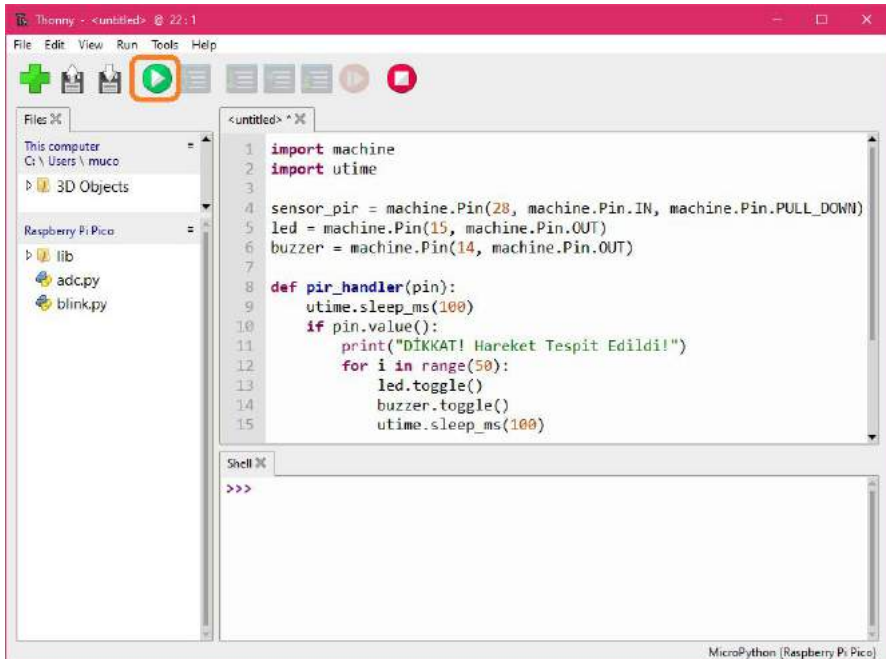 Thonny - <untitled> @ 22:1
File Edit View Run Tools Help
Files
This computer
C: \ Users \ muco
3D Objects
Raspberry Pi Pico
lib
adc.py
blink.py
<untitled> *
1 import machine
2 import utime
3
4 sensor_pir = machine.Pin(28, machine.Pin.IN, machine.Pin.PULL_DOWN)
5 led = machine.Pin(15, machine.Pin.OUT)
6 buzzer = machine.Pin(14, machine.Pin.OUT)
7
8 def pir_handler(pin):
9 utime.sleep_ms(100)
10 if pin.value():
11 print("DİKKAT! Hareket Tespit Edildi!")
12 for i in range(50):
13 led.toggle()
14 buzzer.toggle()
15 utime.sleep_ms(100)
Shell
>>>
MicroPython (Raspberry Pi Pico)